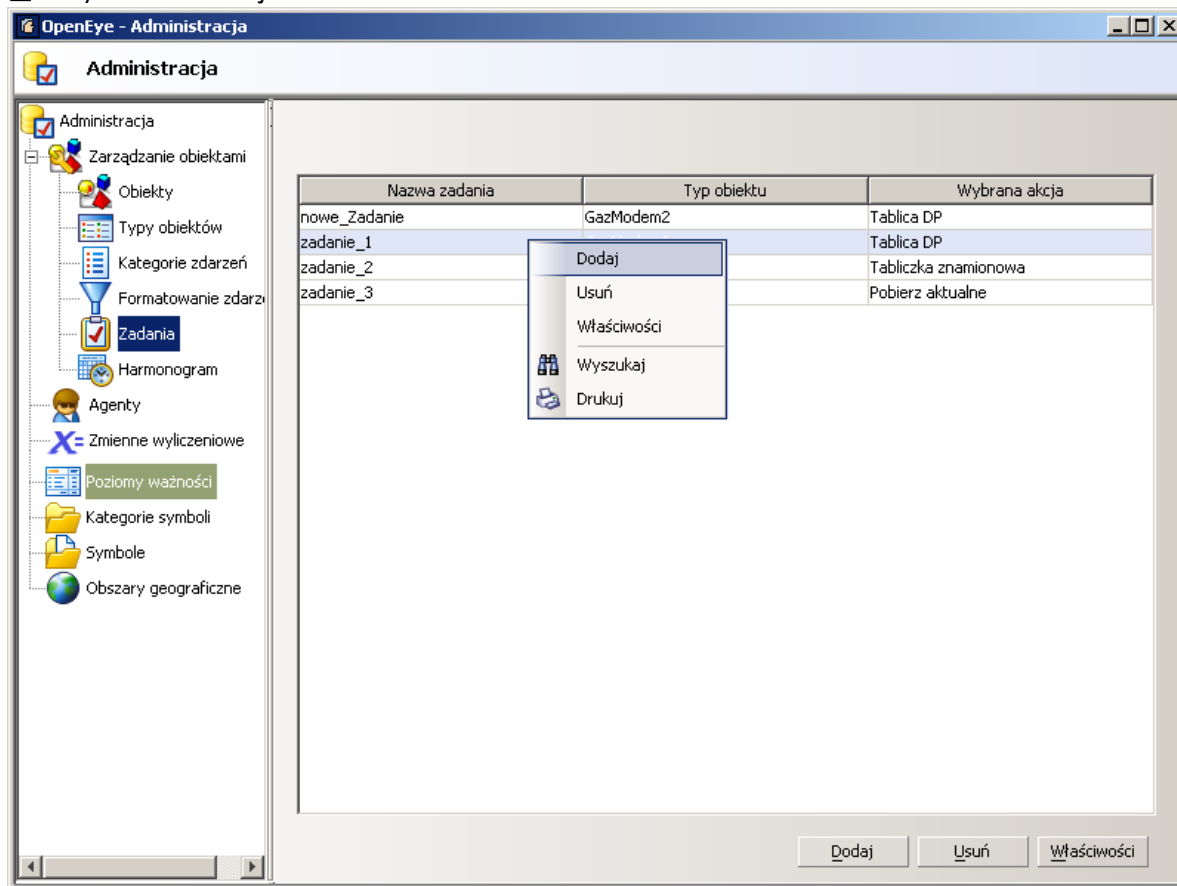 OpenEye - Administracja
Administracja
Administracja
Zarządzanie obiektami
Obiekty
Typy obiektów
Kategorie zdarzeń
Formatowanie zdarz
Zadania
Harmonogram
Agenty
X= Zmienne wyliczeniowe
Poziomy ważności
Kategorie symboli
Symbole
Obszary geograficzne
Nazwa zadania Typ obiektu Wybrana akcja
nowe_Zadanie GazModem2 Tablica DP
zadanie_1 Tablica DP
zadanie_2 Tabliczka znamionowa
zadanie_3 Pobierz aktualne
Dodaj
Usuń
Właściwości
Wyszukaj
Drukuj
Dodaj Usuń Właściwości